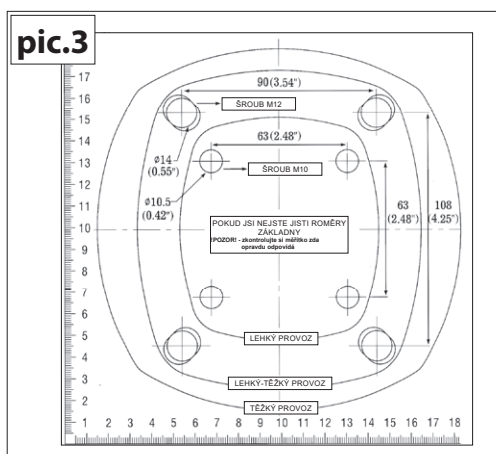 pic.3
17
16
15
14
13
12
11
10
9
8
7
6
5
4
3
2
1
90(3.54")
ŠROUB M12
63(2.48")
ø14
(0.55")
ŠROUB M10
ø10.5
(0.42")
63
(2.48")
108
(4.25")
POKUD JSI NEJSTE JISTI ROMĚRY
ZÁKLADNY
!POZOR! - zkontrolujte si měřítko zda
opravdu odpovídá
LEHKÝ PROVOZ
LEHKÝ-TĚŽKÝ PROVOZ
TĚŽKÝ PROVOZ
1 2 3 4 5 6 7 8 9 10 11 12 13 14 15 16 17 18